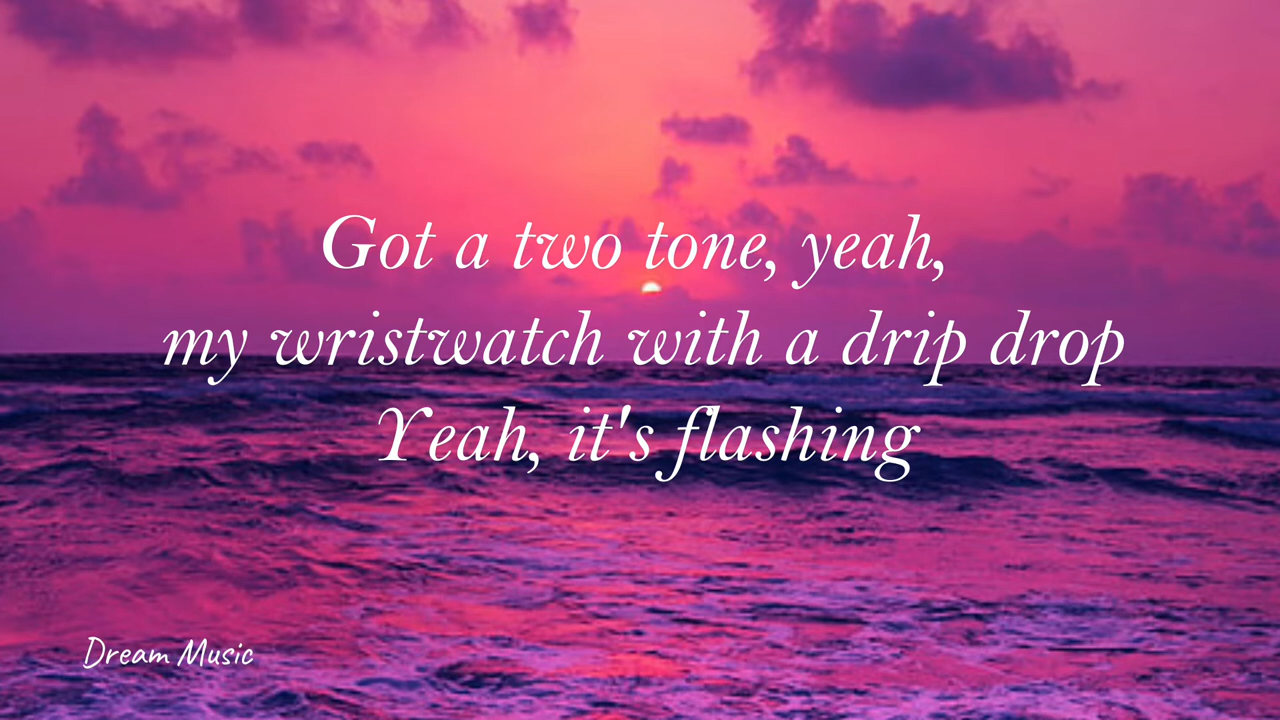 Got a two tone, yeah,
my wristwatch with a drip drop
Yeah, it's flashing
Dream Music